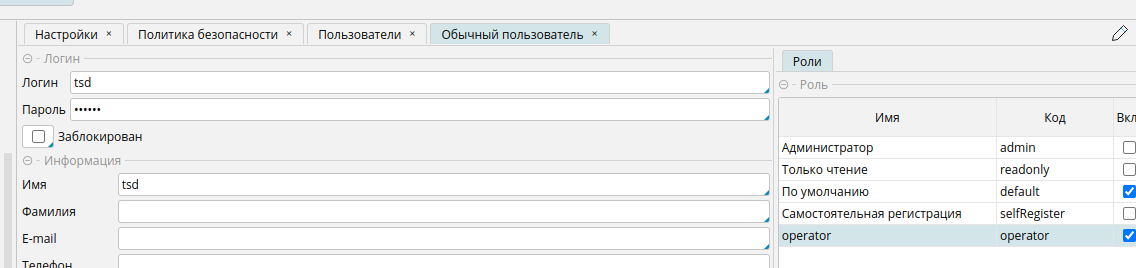 Настройки × Политика безопасности × Пользователи × Обычный пользователь ×
Логин
Логин tsd
Пароль ••••••
Заблокирован
Информация
Имя tsd
Фамилия
E-mail
Телефон
Роли
Роль
Имя Код Вкл
Администратор admin
Только чтение readonly
По умолчанию default
Самостоятельная регистрация selfRegister
operator operator